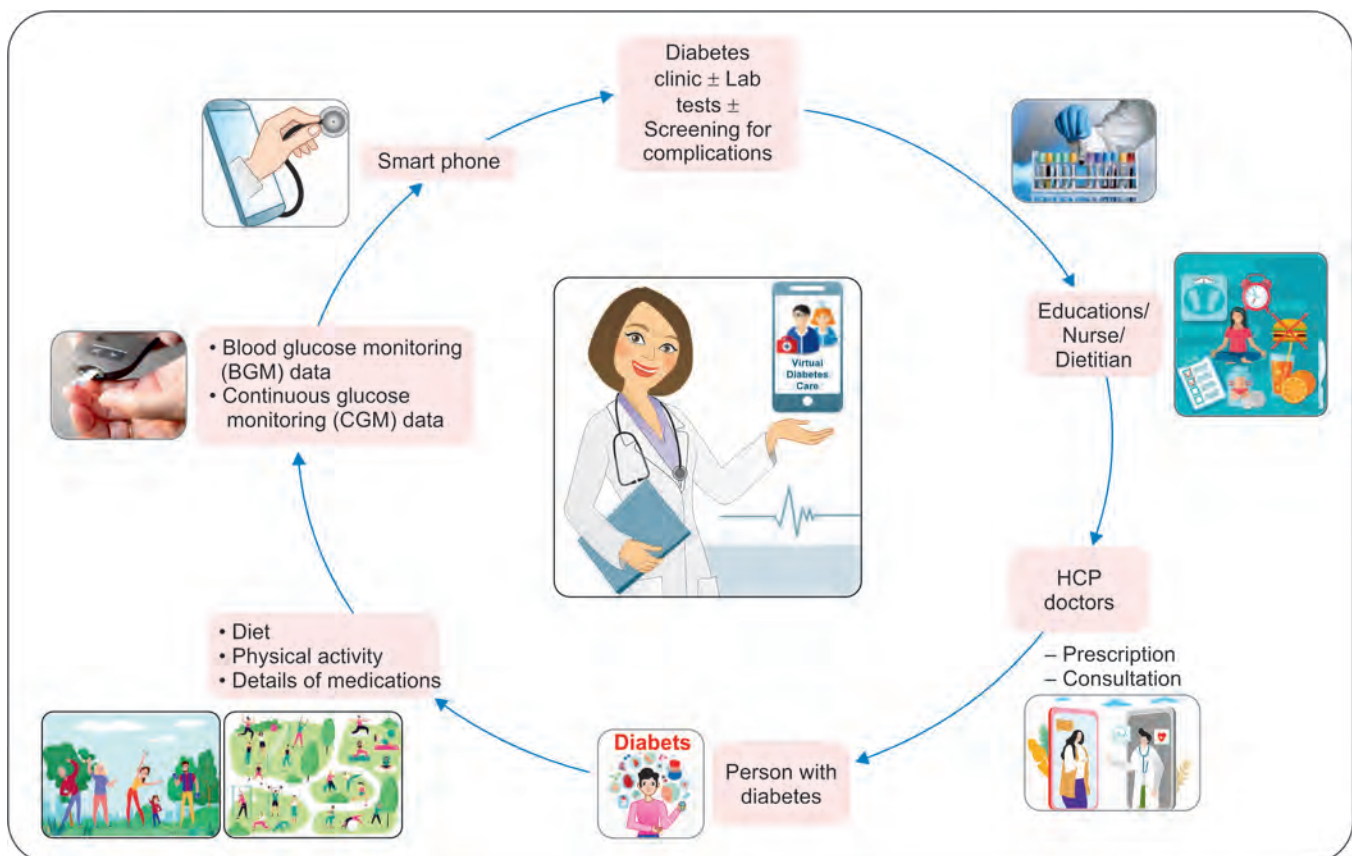 Diabetes
clinic ± Lab
tests ±
Screening for
complications
Smart phone
Educations/
Nurse/
Dietitian
• Blood glucose monitoring
(BGM) data
• Continuous glucose
monitoring (CGM) data
Virtual
Diabetes
Care
HCP
doctors
– Prescription
– Consultation
• Diet
• Physical activity
• Details of medications
Diabets
Person with
diabetes